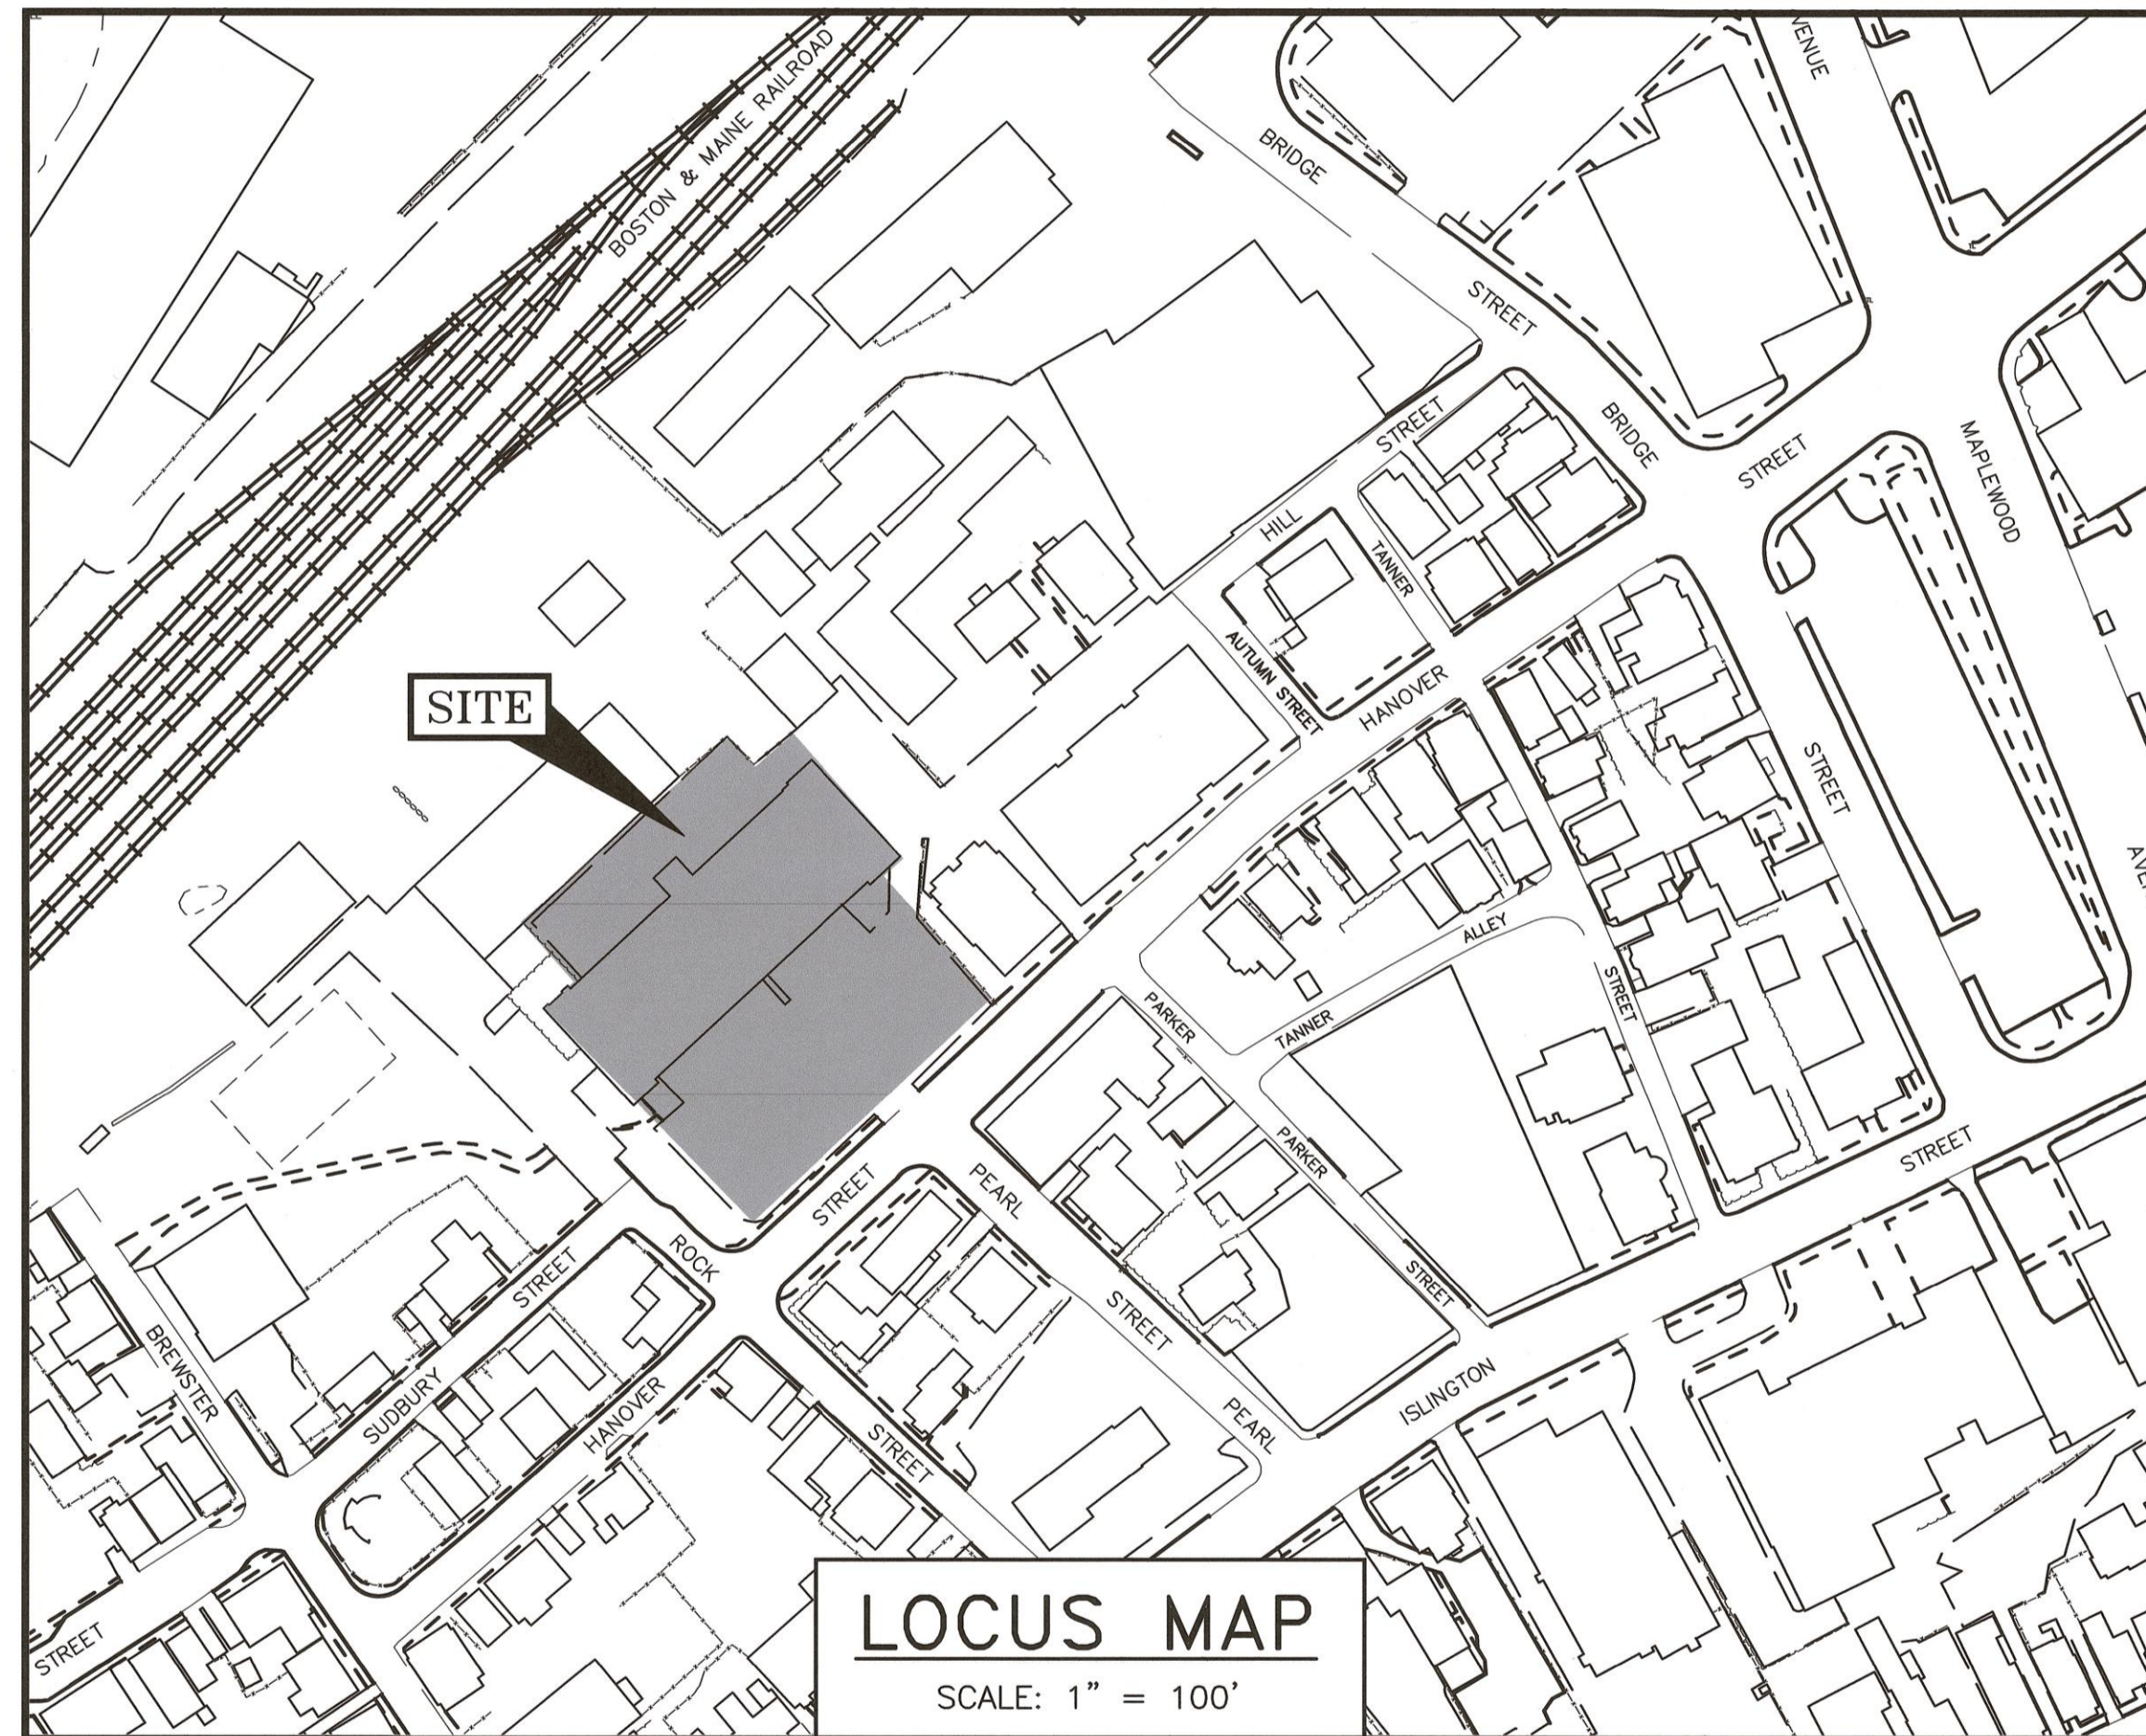 BOSTON & MAINE RAILROAD
VENUE
BRIDGE
STREET
STREET
BRIDGE
STREET
MAPLEWOOD
HILL
TANNER
AUTUMN STREET
HANOVER
SITE
STREET
ALLEY
STREET
PARKER
TANNER
PARKER
STREET
STREET
PEARL
ROCK
STREET
STREET
STREET
BREWSTER
SUDBURY
HANOVER
STREET
PEARL
ISLINGTON
STREET
LOCUS MAP
SCALE: 1” = 100’